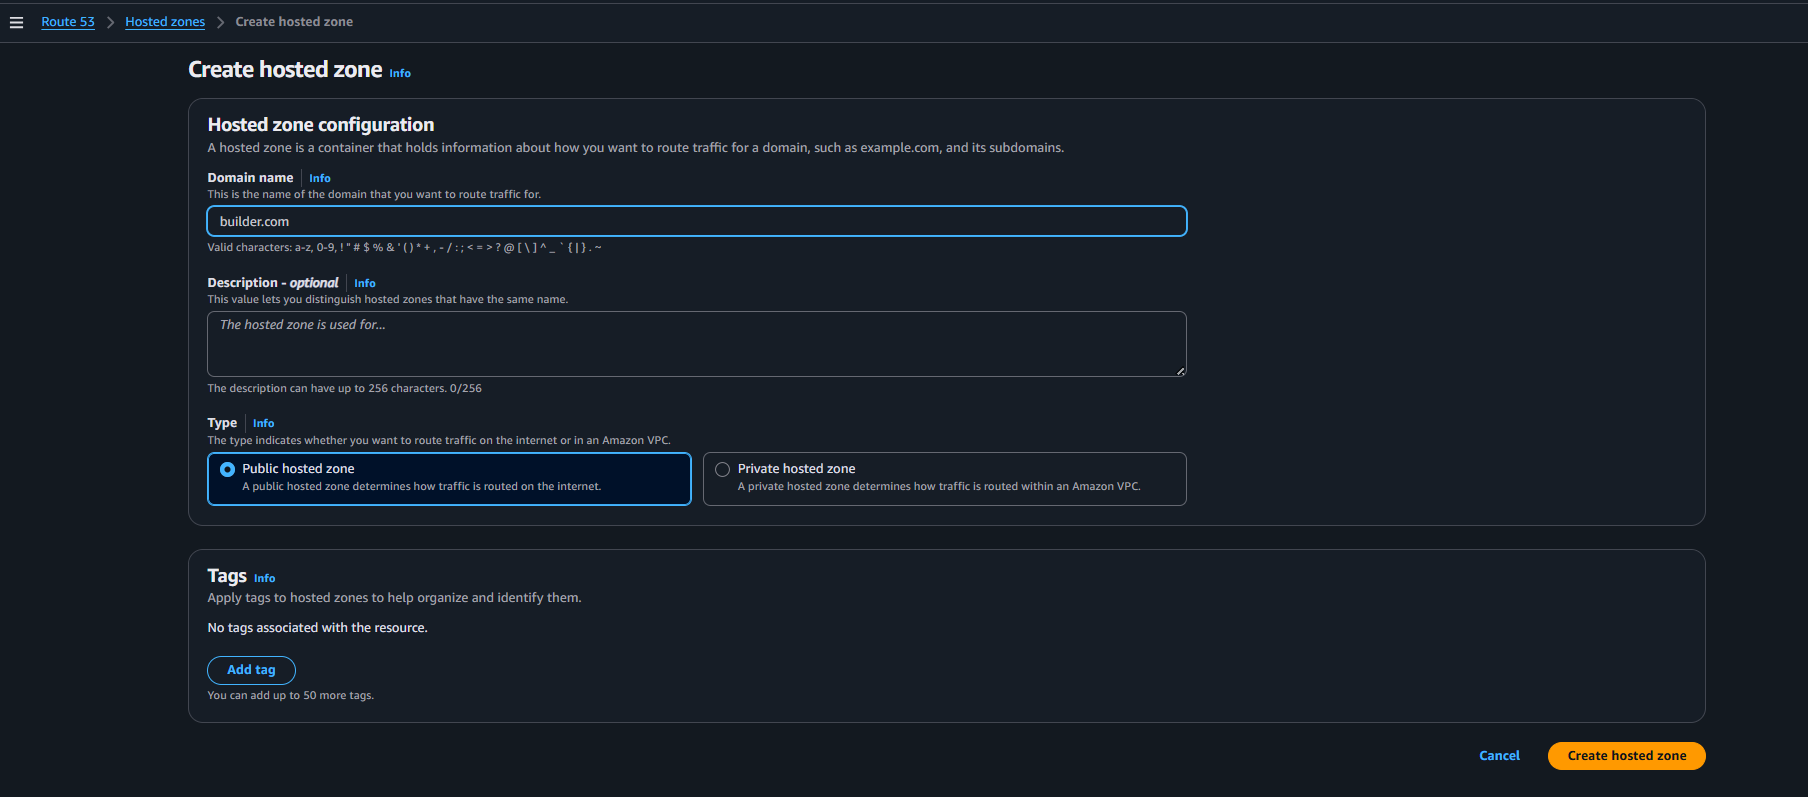 Route 53 > Hosted zones > Create hosted zone
Create hosted zone Info
Hosted zone configuration
A hosted zone is a container that holds information about how you want to route traffic for a domain, such as example.com, and its subdomains.
Domain name Info
This is the name of the domain that you want to route traffic for.
builder.com
Valid characters: a-z, 0-9, ! " # $ % & ' ( ) * + , - / : ; < = > ? @ [ \ ] ^ _ ` { | } . ~
Description - optional Info
This value lets you distinguish hosted zones that have the same name.
The hosted zone is used for...
The description can have up to 256 characters. 0/256
Type Info
The type indicates whether you want to route traffic on the internet or in an Amazon VPC.
Public hosted zone
A public hosted zone determines how traffic is routed on the internet.
Private hosted zone
A private hosted zone determines how traffic is routed within an Amazon VPC.
Tags Info
Apply tags to hosted zones to help organize and identify them.
No tags associated with the resource.
Add tag
You can add up to 50 more tags.
Cancel
Create hosted zone